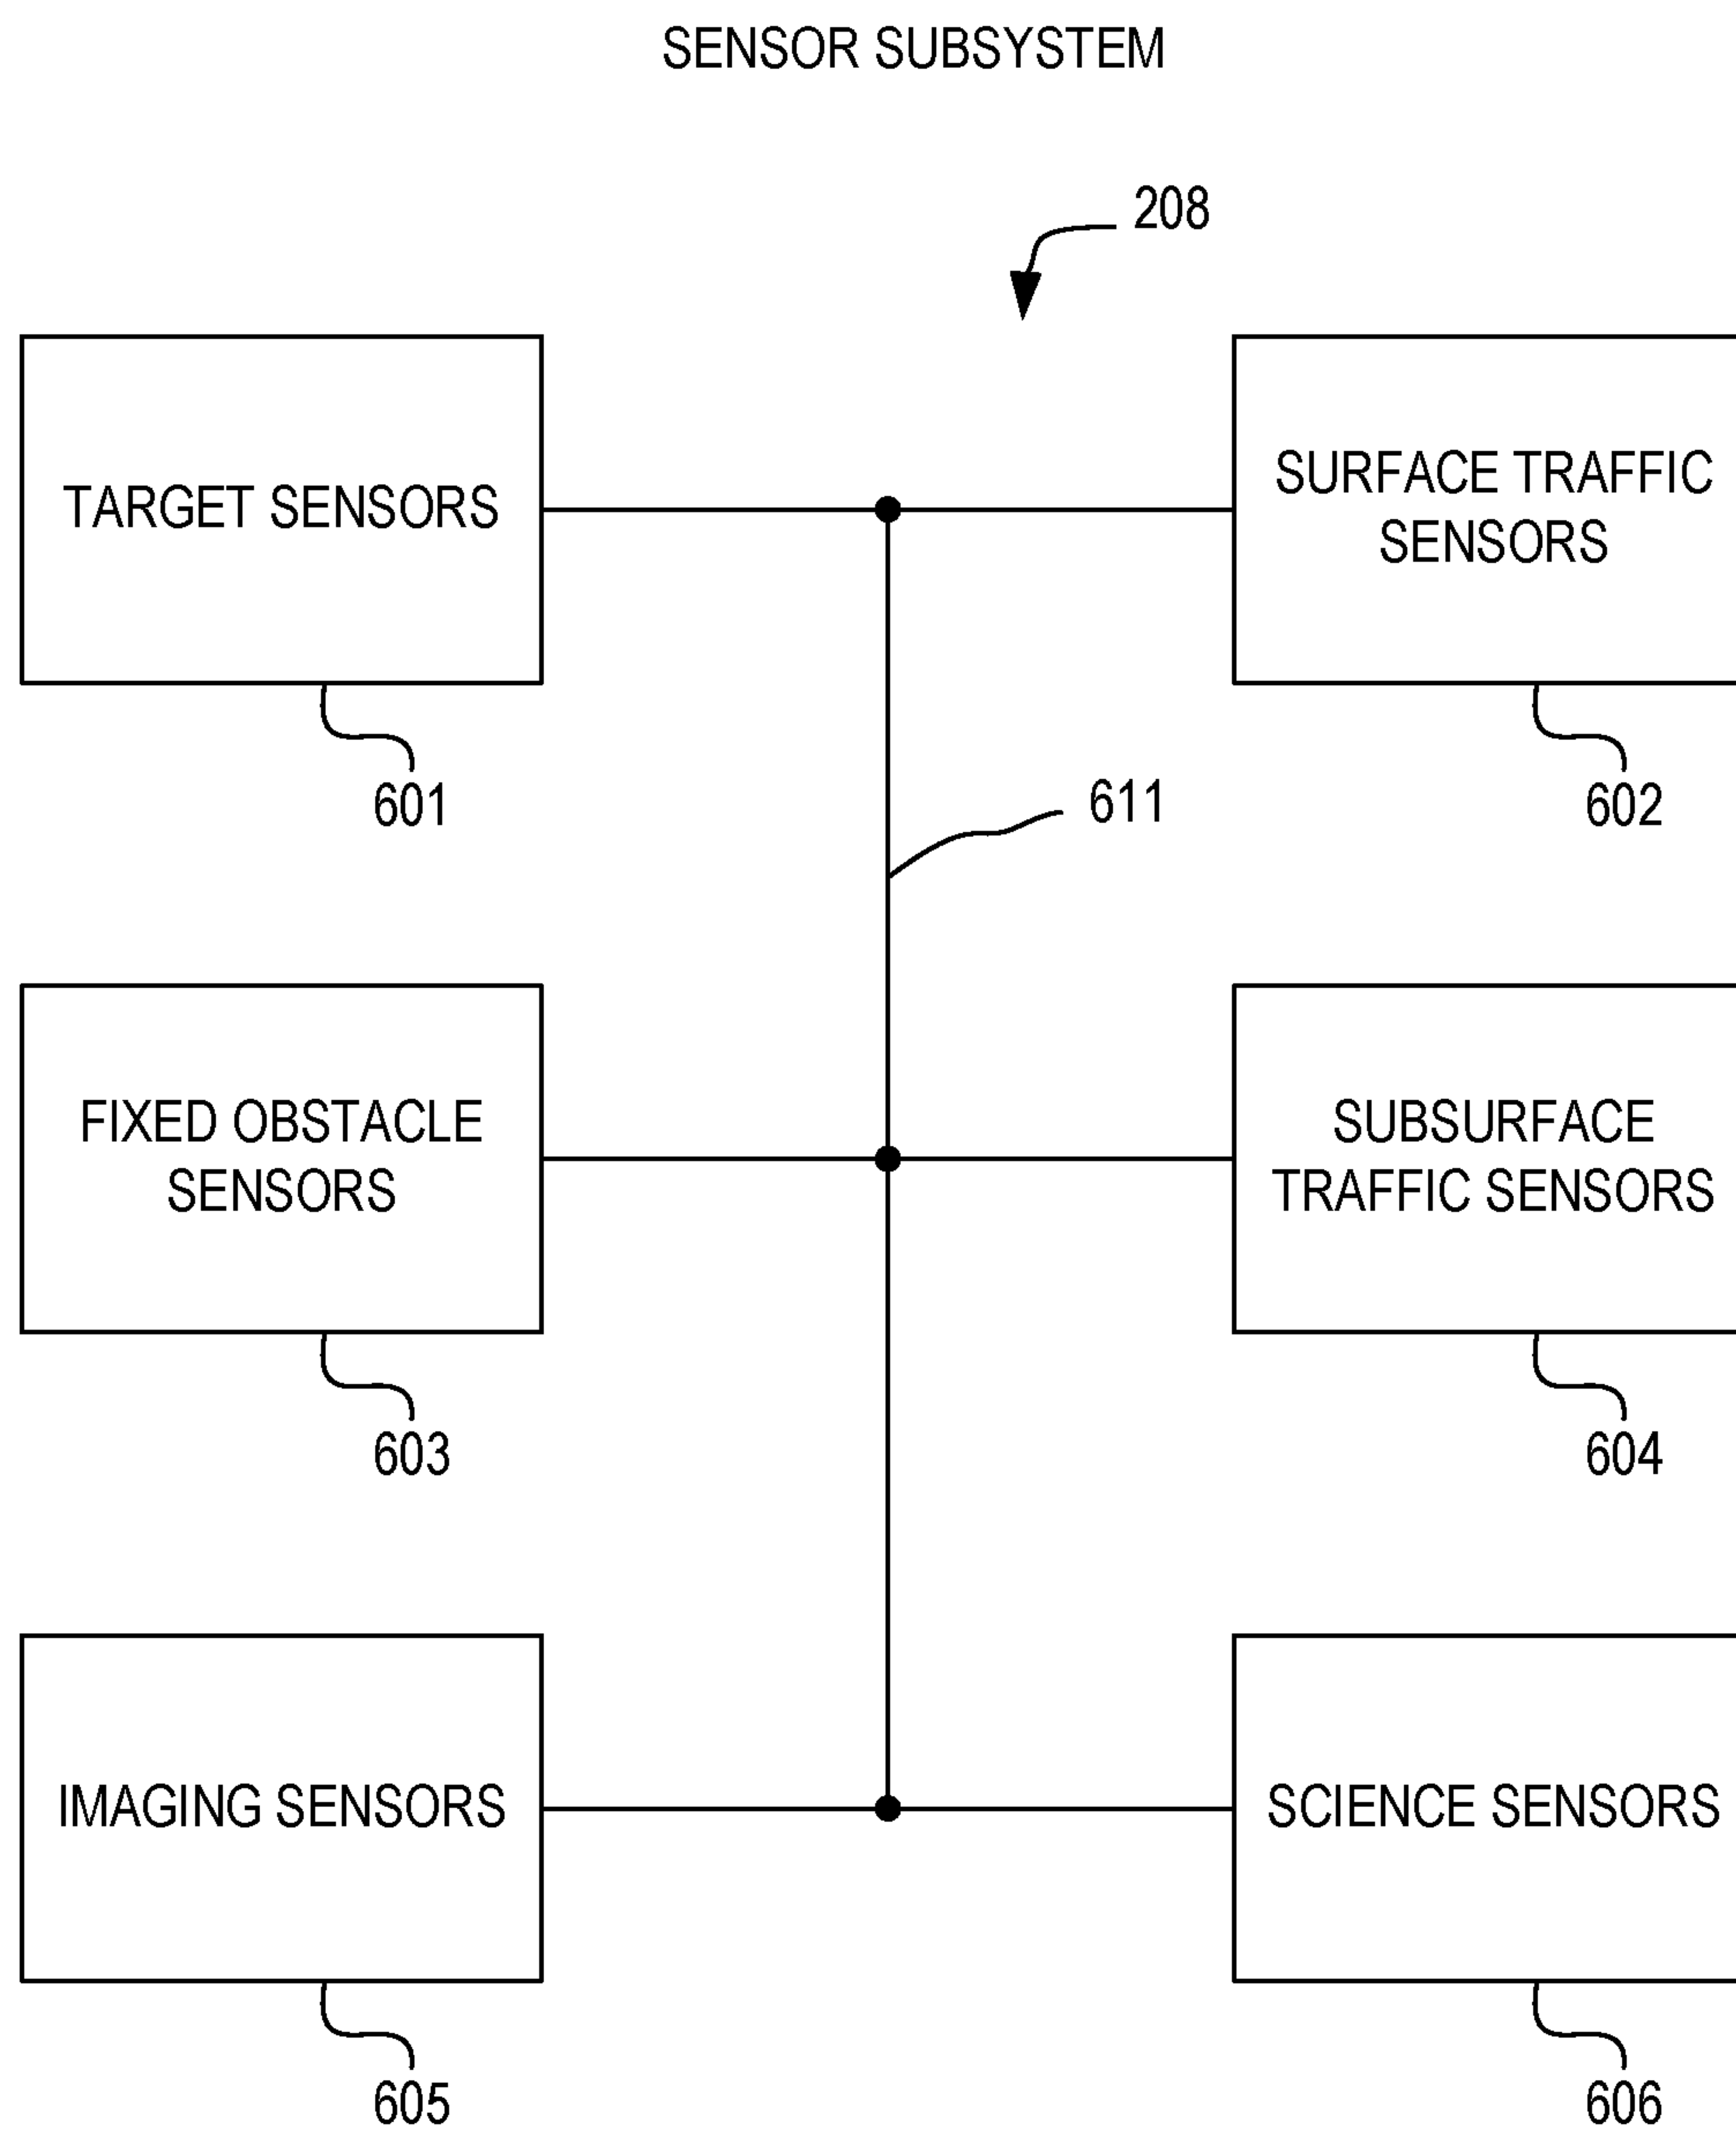 SENSOR SUBSYSTEM
208
TARGET SENSORS
SURFACE TRAFFIC
SENSORS
601
611
602
FIXED OBSTACLE
SENSORS
SUBSURFACE
TRAFFIC SENSORS
603
604
IMAGING SENSORS
SCIENCE SENSORS
605
606